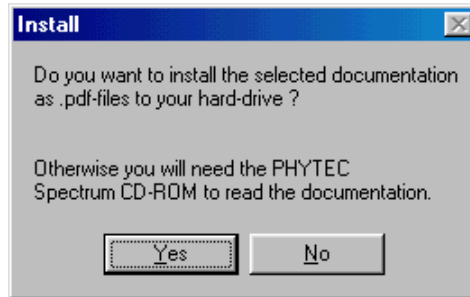 Install
Do you want to install the selected documentation
as .pdf-files to your hard-drive ?
Otherwise you will need the PHYTEC
Spectrum CD-ROM to read the documentation.
Yes No